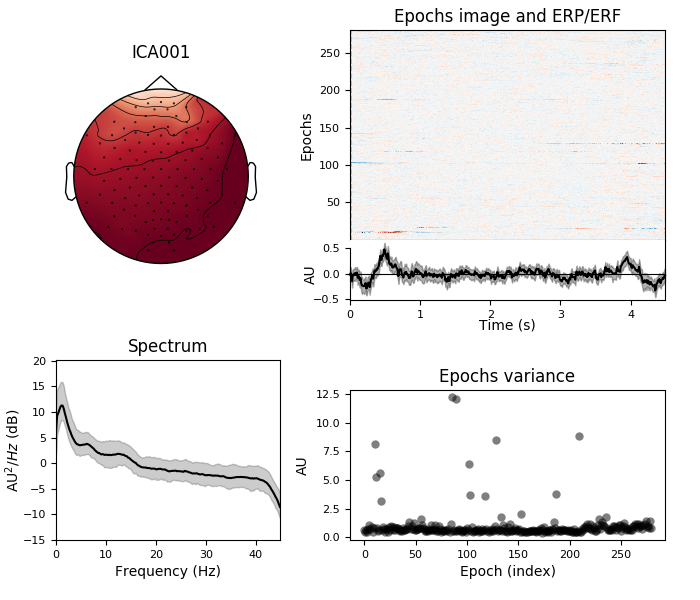 ICA001
Epochs image and ERP/ERF
Epochs
250
200
150
100
50
AU
0.5
0.0
−0.5
0 1 2 3 4
Time (s)
Spectrum
AU²/Hz (dB)
20
15
10
5
0
−5
−10
−15
0 10 20 30 40
Frequency (Hz)
Epochs variance
AU
12.5
10.0
7.5
5.0
2.5
0.0
0 50 100 150 200 250
Epoch (index)